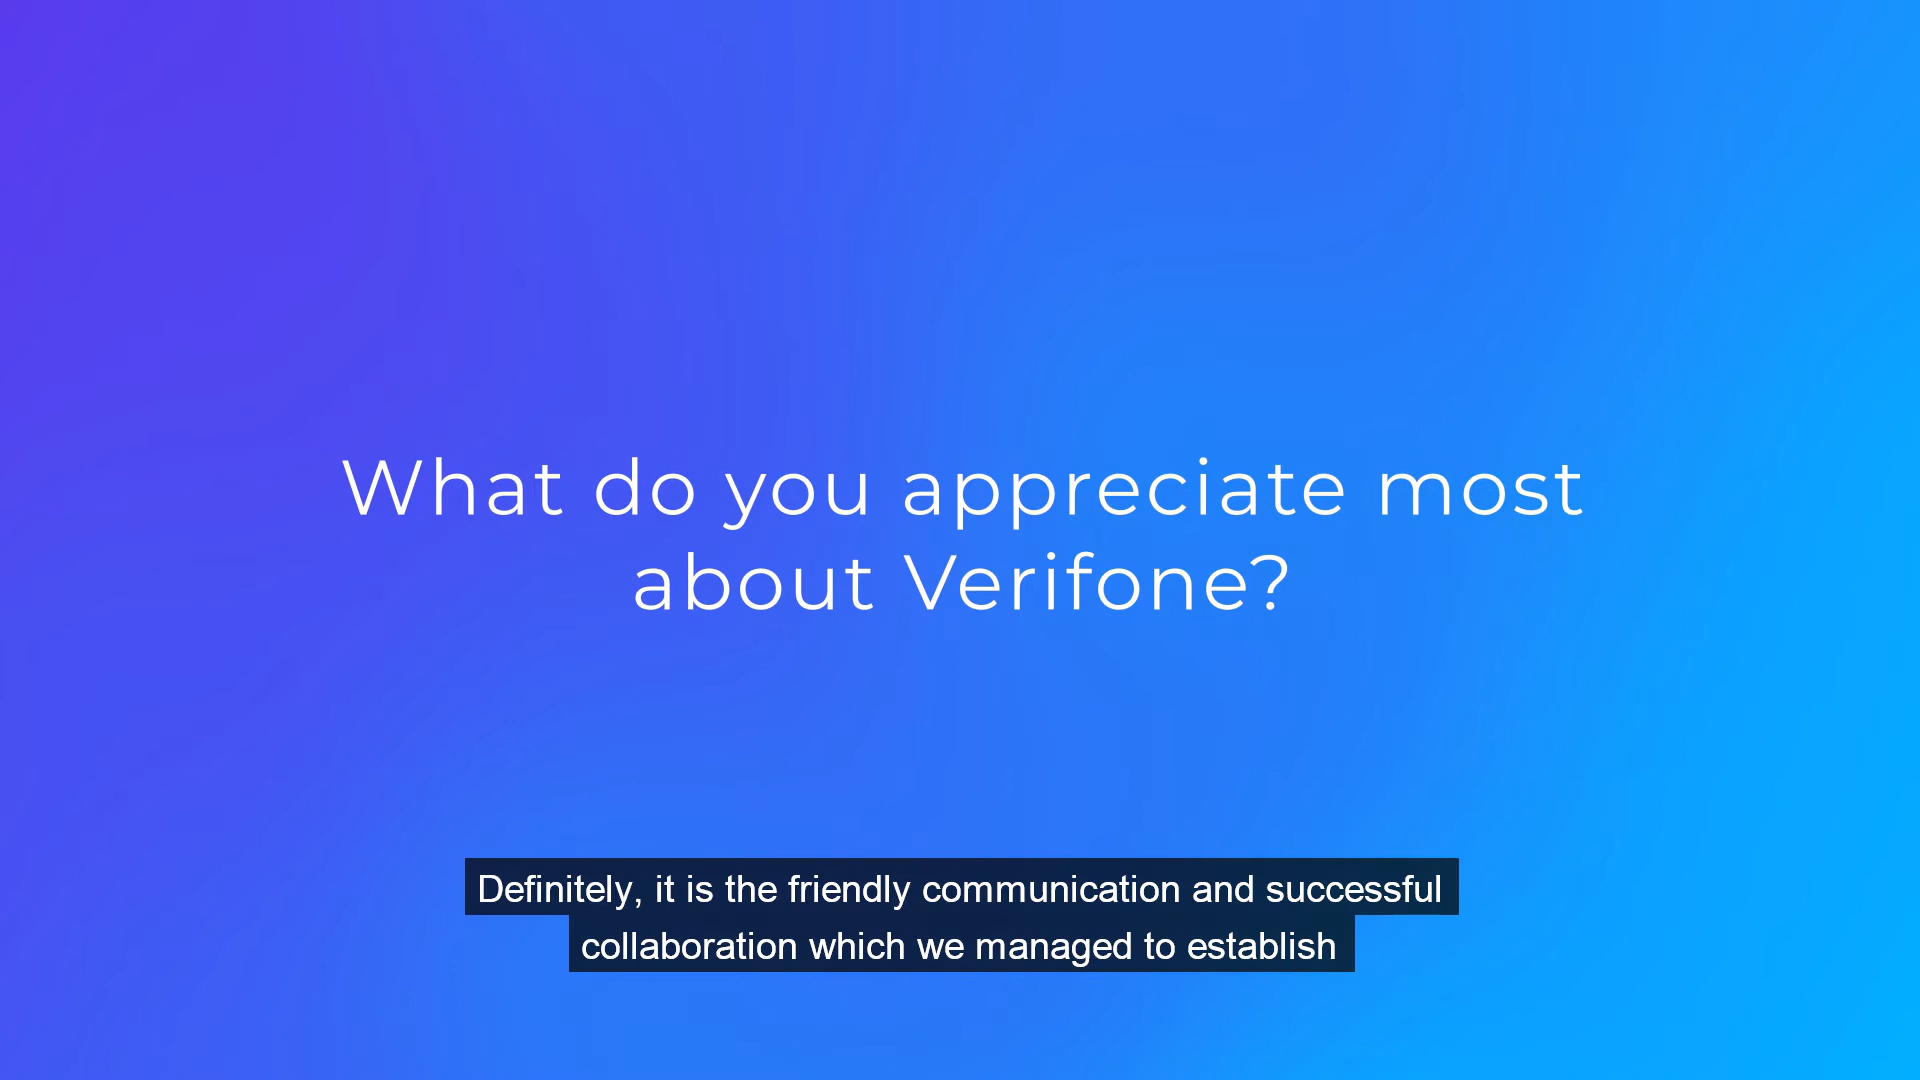 What do you appreciate most
about Verifone?
Definitely, it is the friendly communication and successful
collaboration which we managed to establish